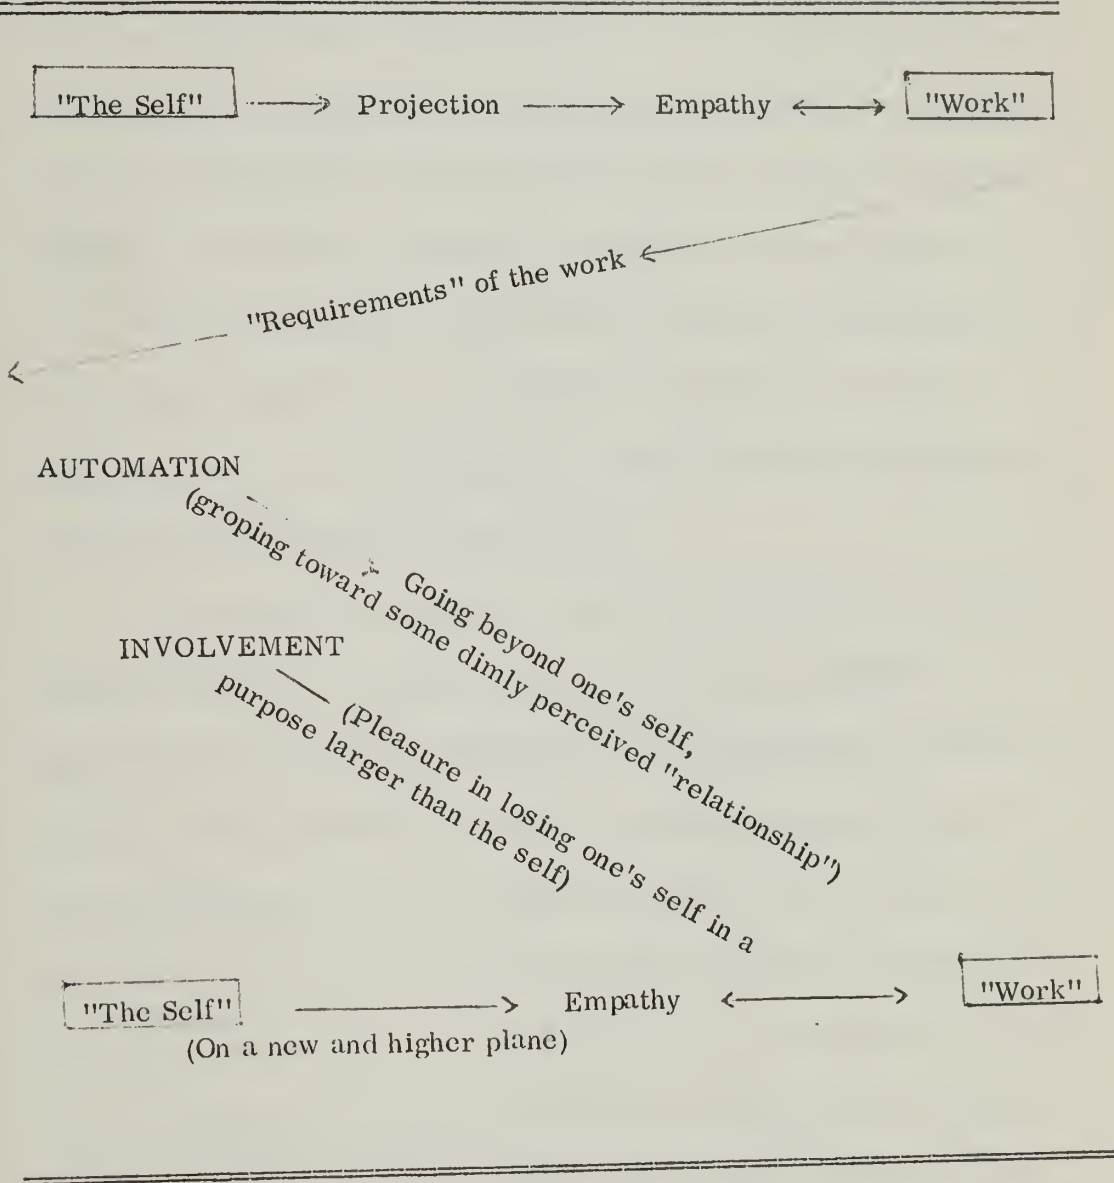 "The Self" Projection Empathy "Work"
"Requirements" of the work
AUTOMATION
Going beyond one's self,
(groping toward some dimly perceived "relationship")
INVOLVEMENT
(Pleasure in losing one's self in a
purpose larger than the self)
"The Self" Empathy "Work"
(On a new and higher plane)